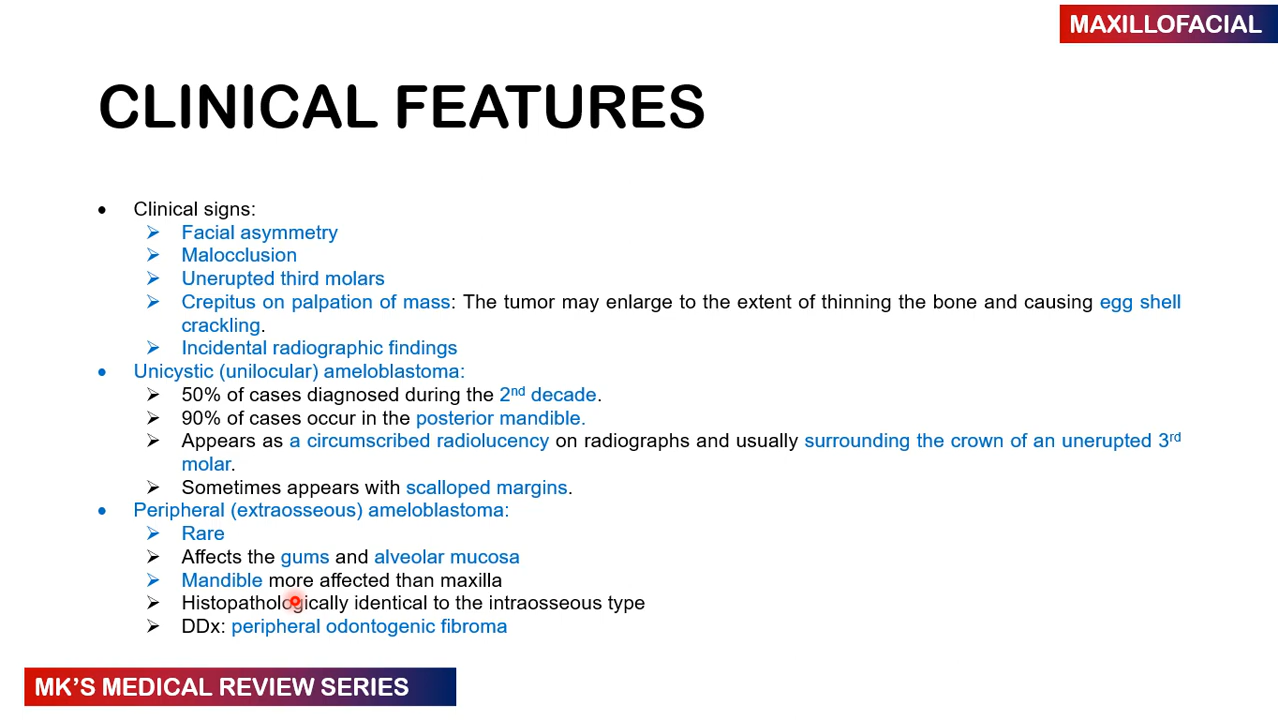 MAXILLOFACIAL
CLINICAL FEATURES
• Clinical signs:
➢ Facial asymmetry
➢ Malocclusion
➢ Unerupted third molars
➢ Crepitus on palpation of mass: The tumor may enlarge to the extent of thinning the bone and causing egg shell
crackling.
➢ Incidental radiographic findings
• Unicystic (unilocular) ameloblastoma:
➢ 50% of cases diagnosed during the 2nd decade.
➢ 90% of cases occur in the posterior mandible.
➢ Appears as a circumscribed radiolucency on radiographs and usually surrounding the crown of an unerupted 3rd
molar.
➢ Sometimes appears with scalloped margins.
• Peripheral (extraosseous) ameloblastoma:
➢ Rare
➢ Affects the gums and alveolar mucosa
➢ Mandible more affected than maxilla
➢ Histopathologically identical to the intraosseous type
➢ DDx: peripheral odontogenic fibroma
MK'S MEDICAL REVIEW SERIES